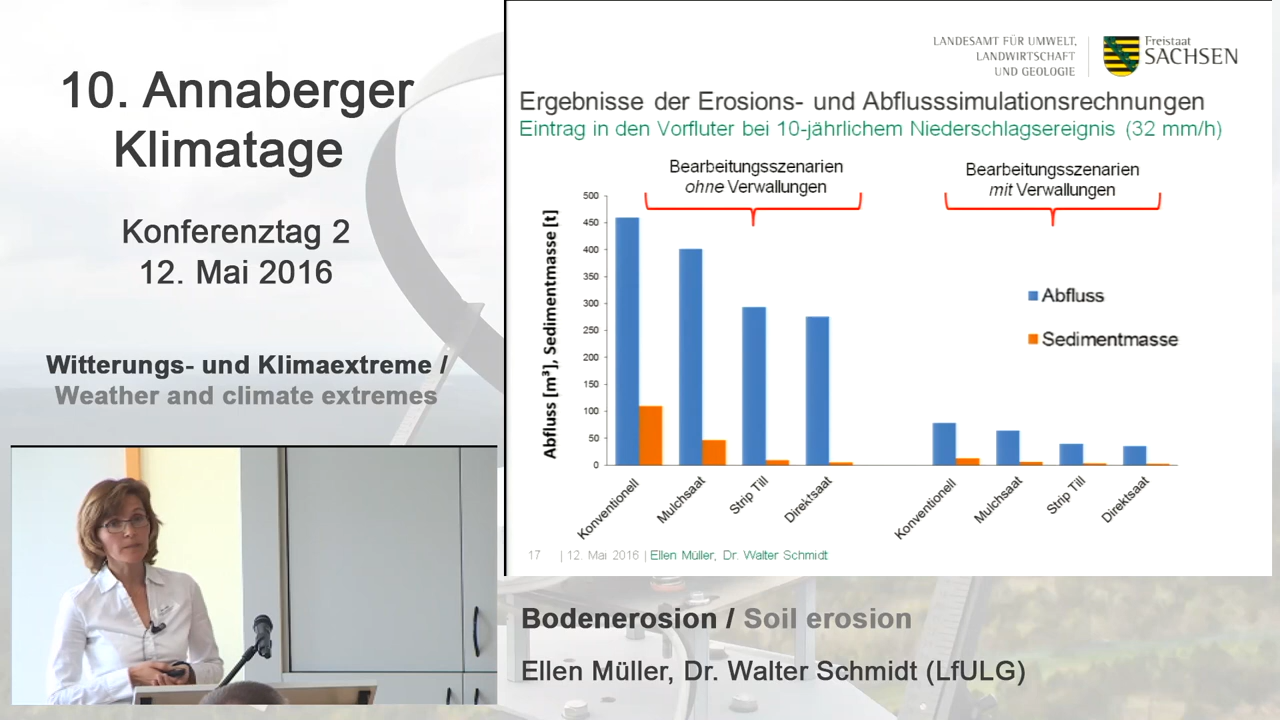 10. Annaberger
Klimatage
Konferenztag 2
12. Mai 2016
Witterungs- und Klimaextreme /
Weather and climate extremes
LANDESAMT FÜR UMWELT,
LANDWIRTSCHAFT
UND GEOLOGIE
Freistaat
SACHSEN
Ergebnisse der Erosions- und Abflusssimulationsrechnungen
Eintrag in den Vorfluter bei 10-jährlichem Niederschlagsereignis (32 mm/h)
Bearbeitungsszenarien
ohne Verwallungen
Bearbeitungsszenarien
mit Verwallungen
Abfluss [m³], Sedimentmasse [t]
500
450
400
350
300
250
200
150
100
50
0
Abfluss
Sedimentmasse
Konventionell
Mulchsaat
Strip Till
Direktsaat
Konventionell
Mulchsaat
Strip Till
Direktsaat
17 | 12. Mai 2016 | Ellen Müller, Dr. Walter Schmidt
Bodenerosion / Soil erosion
Ellen Müller, Dr. Walter Schmidt (LfULG)